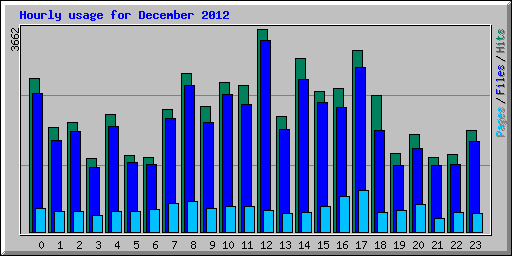 Hourly usage for December 2012
3662
Pages / Files / Hits
0 1 2 3 4 5 6 7 8 9 10 11 12 13 14 15 16 17 18 19 20 21 22 23